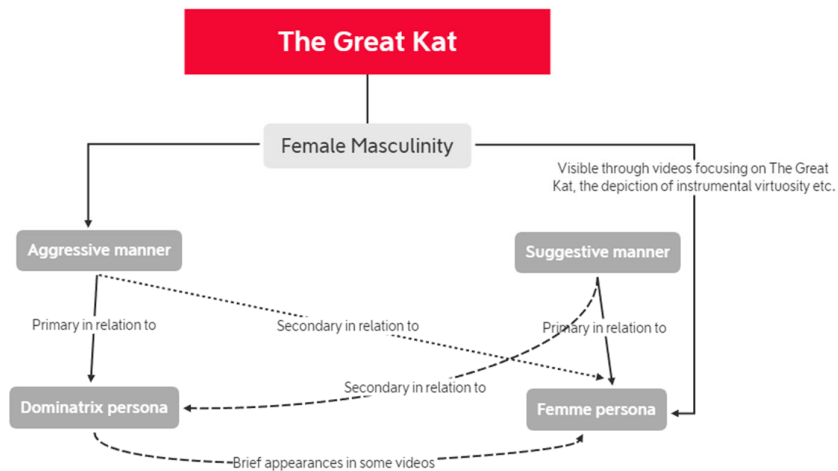 The Great Kat
Female Masculinity
Visible through videos focusing on The Great
Kat, the depiction of instrumental virtuosity etc.
Aggressive manner
Suggestive manner
Primary in relation to
Secondary in relation to
Primary in relation to
Secondary in relation to
Dominatrix persona
Femme persona
Brief appearances in some videos